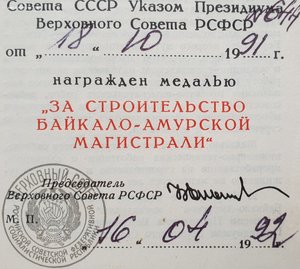 Совета СССР Указом Президиума
Верховного Совета РСФСР
от „18“ 10 1991 г.
награжден медалью
„ЗА СТРОИТЕЛЬСТВО
БАЙКАЛО-АМУРСКОЙ
МАГИСТРАЛИ“
Председатель
Верховного Совета РСФСР
М. П.
„16“ 04 1992